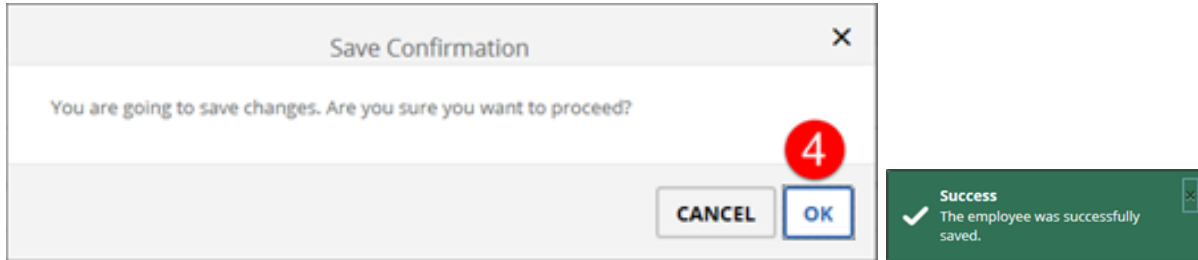 Save Confirmation
You are going to save changes. Are you sure you want to proceed?
4
CANCEL OK
Success
The employee was successfully
saved.